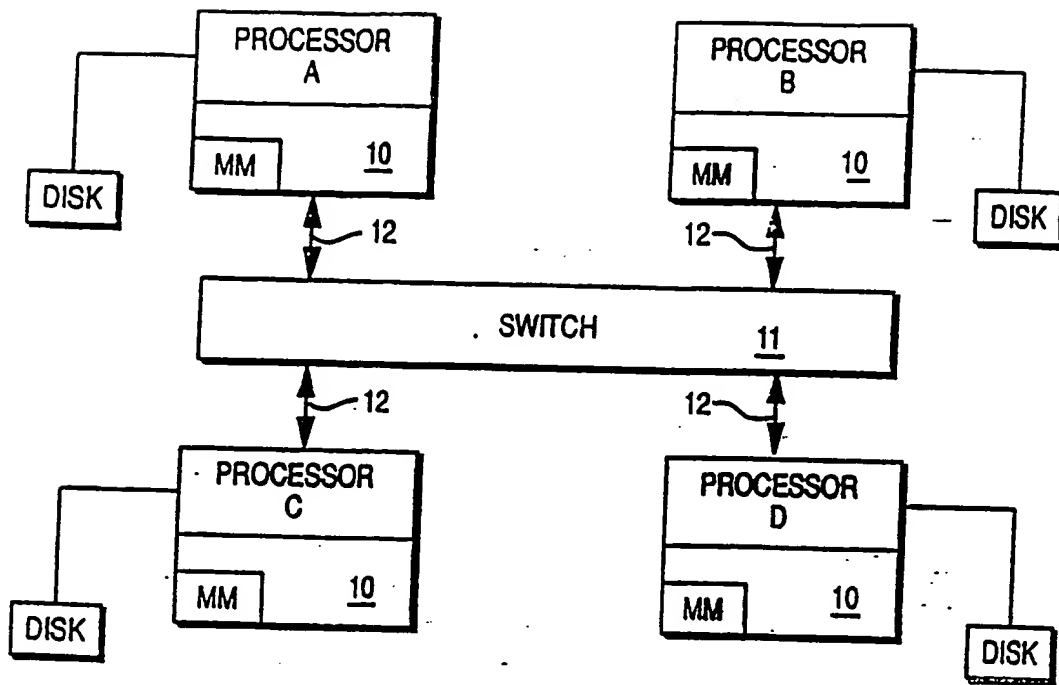 PROCESSOR
A
MM
10
DISK
PROCESSOR
B
MM
10
DISK
12
12
SWITCH
11
12
12
PROCESSOR
C
MM
10
DISK
PROCESSOR
D
MM
10
DISK